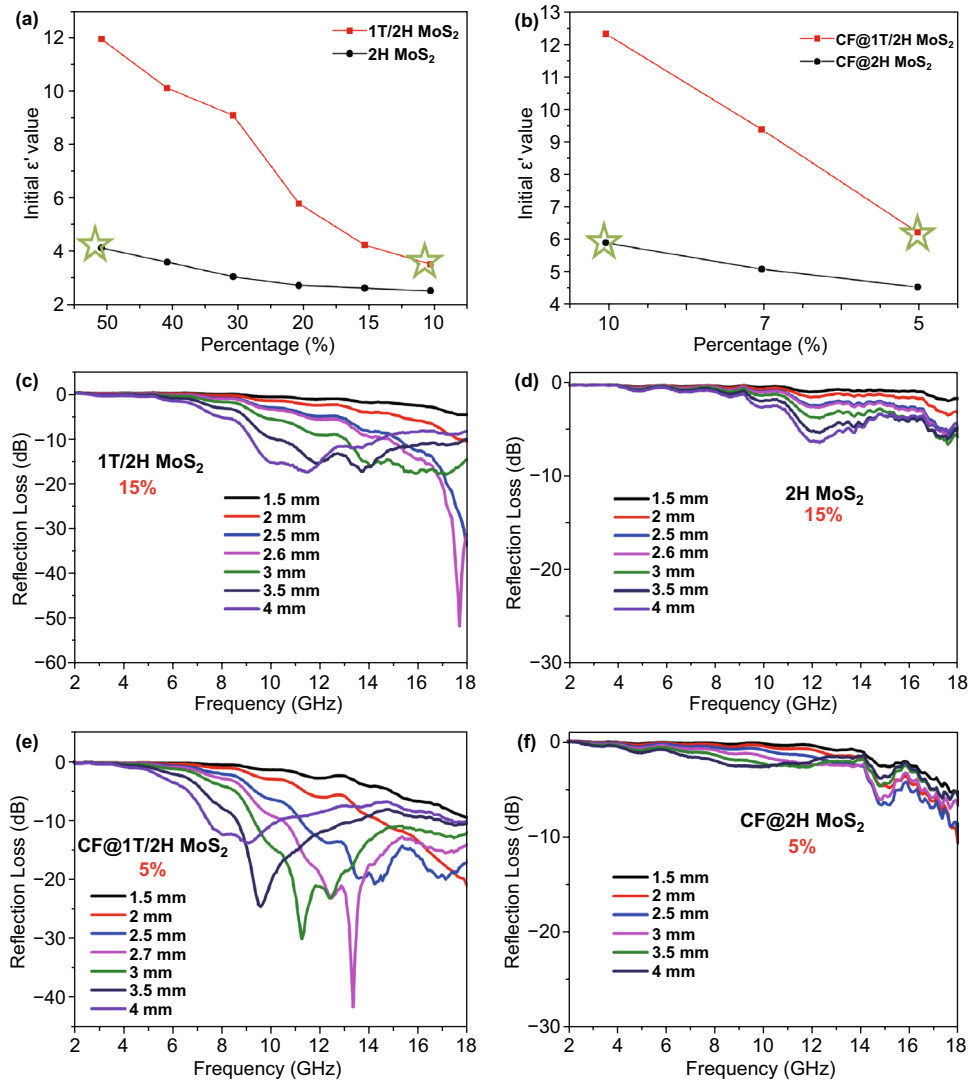 (a)
1T/2H MoS₂
2H MoS₂
12
10
8
6
4
2
Initial ε' value
50 40 30 20 15 10
Percentage (%)
(b)
CF@1T/2H MoS₂
CF@2H MoS₂
13
12
11
10
9
8
7
6
5
4
Initial ε' value
10 7 5
Percentage (%)
(c)
0
−10
−20
−30
−40
−50
−60
Reflection Loss (dB)
1T/2H MoS₂
15%
1.5 mm
2 mm
2.5 mm
2.6 mm
3 mm
3.5 mm
4 mm
2 4 6 8 10 12 14 16 18
Frequency (GHz)
(d)
0
−10
−20
−30
Reflection Loss (dB)
2H MoS₂
15%
1.5 mm
2 mm
2.5 mm
2.6 mm
3 mm
3.5 mm
4 mm
2 4 6 8 10 12 14 16 18
Frequency (GHz)
(e)
0
−10
−20
−30
−40
Reflection Loss (dB)
CF@1T/2H MoS₂
5%
1.5 mm
2 mm
2.5 mm
2.7 mm
3 mm
3.5 mm
4 mm
2 4 6 8 10 12 14 16 18
Frequency (GHz)
(f)
0
−10
−20
−30
Reflection Loss (dB)
CF@2H MoS₂
5%
1.5 mm
2 mm
2.5 mm
3 mm
3.5 mm
4 mm
2 4 6 8 10 12 14 16 18
Frequency (GHz)